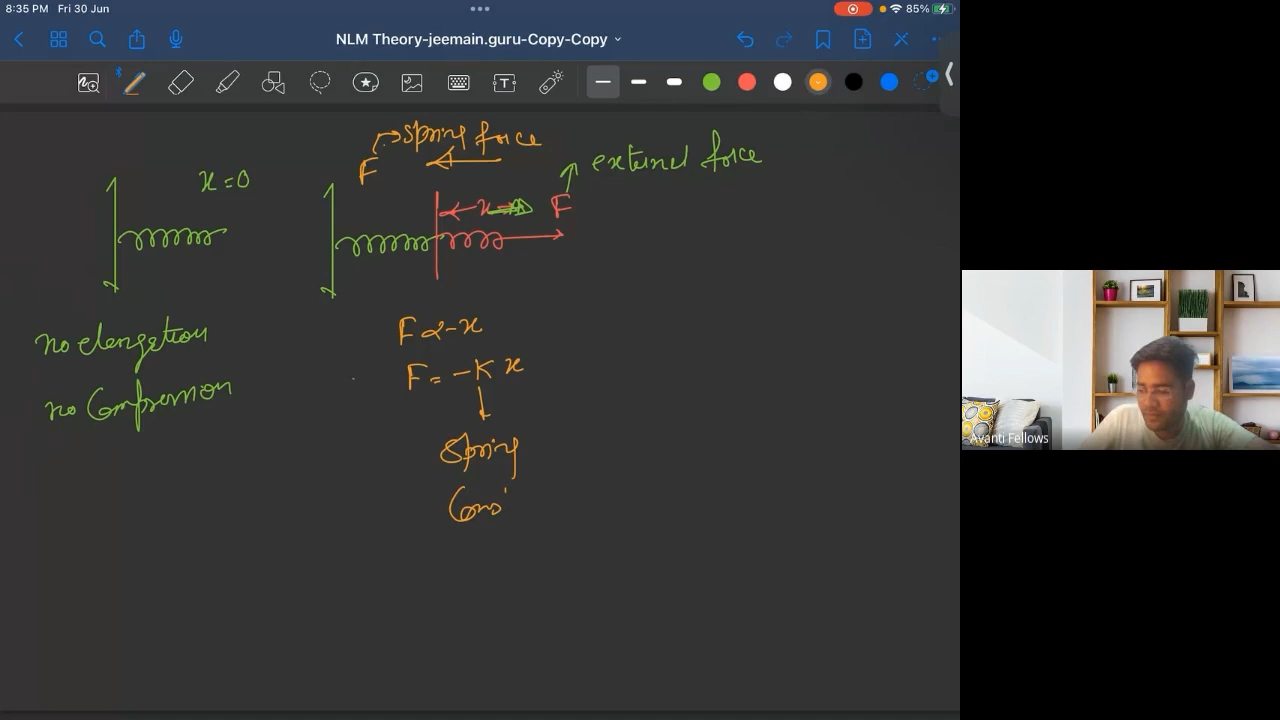 8:35 PM Fri 30 Jun
85%
NLM Theory-jeemain.guru-Copy-Copy
spring force
F
external force
x = 0
x
F
no elongation
no Compression
F ∝ -x
F = -K x
Spring
Cons
Avanti Fellows